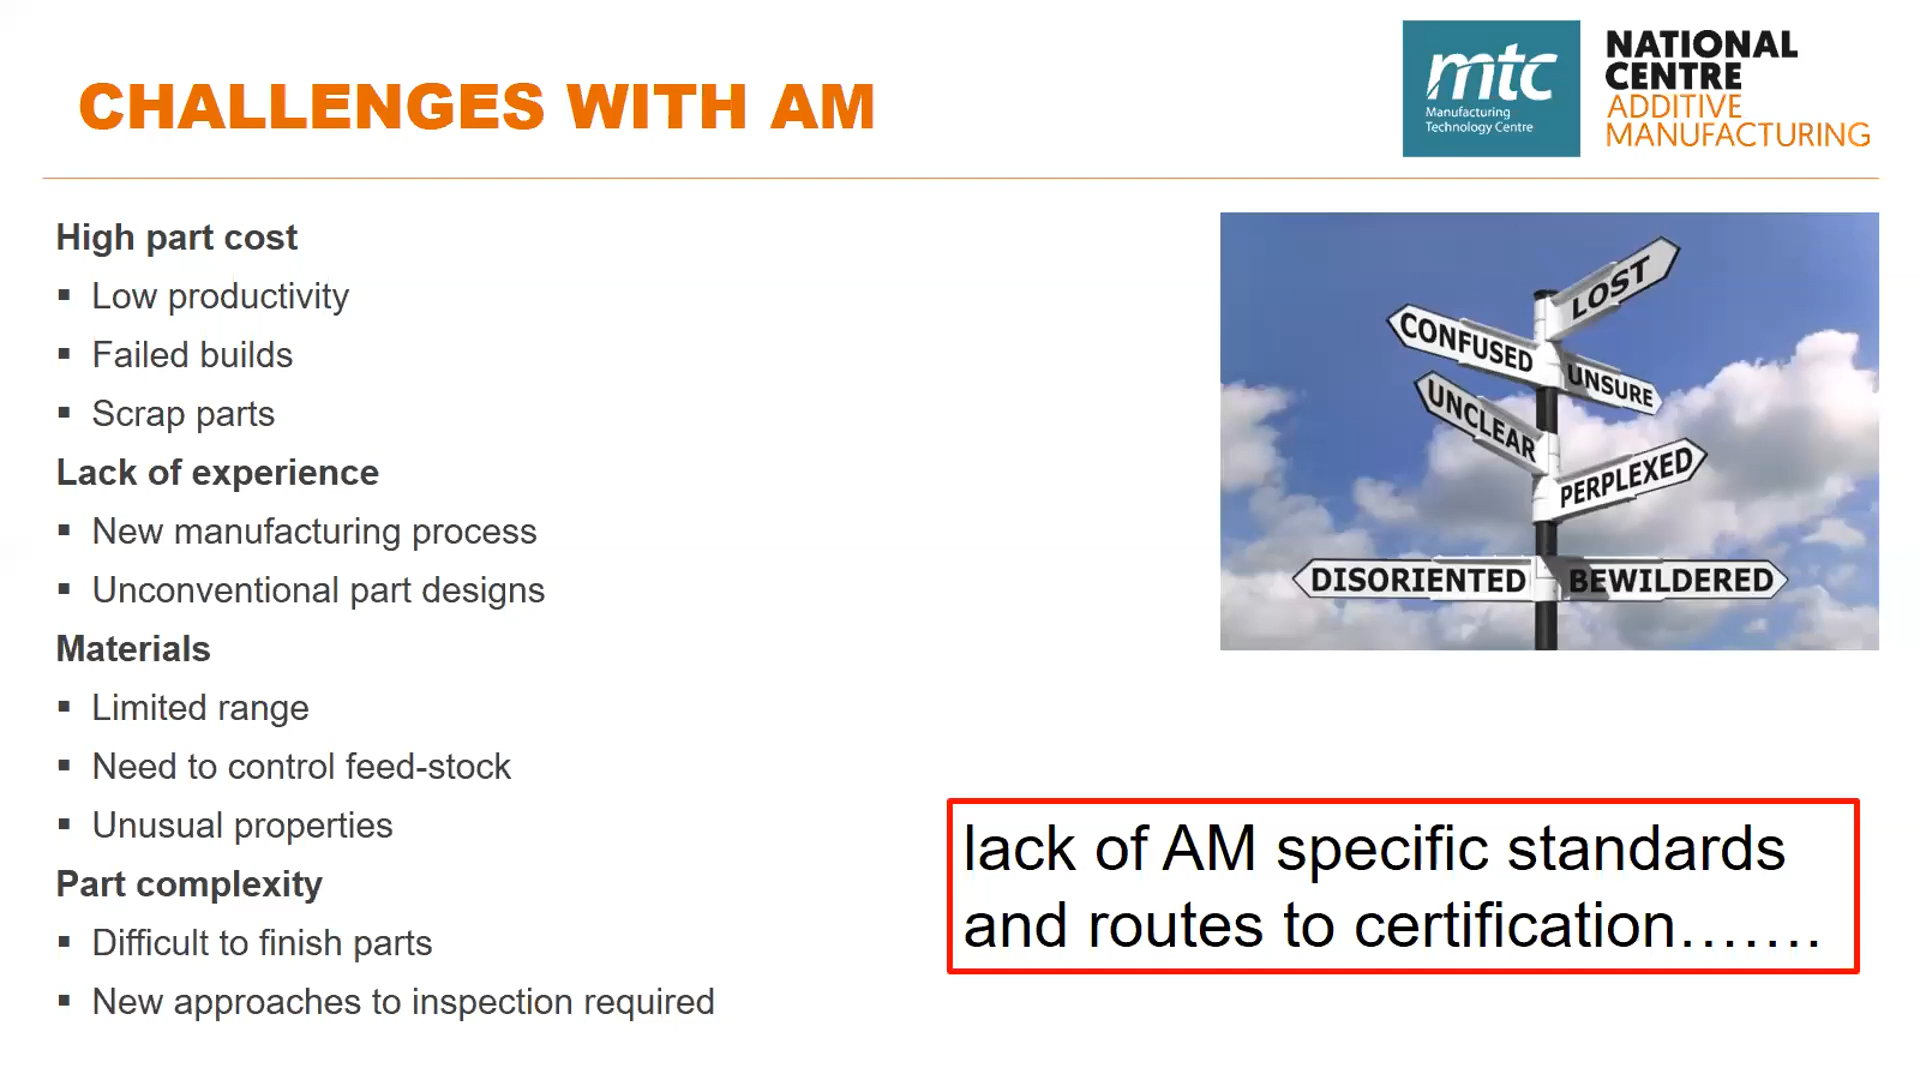 CHALLENGES WITH AM
mtc
Manufacturing
Technology Centre
NATIONAL
CENTRE
ADDITIVE
MANUFACTURING
High part cost
▪ Low productivity
▪ Failed builds
▪ Scrap parts
Lack of experience
▪ New manufacturing process
▪ Unconventional part designs
Materials
▪ Limited range
▪ Need to control feed-stock
▪ Unusual properties
Part complexity
▪ Difficult to finish parts
▪ New approaches to inspection required
LOST
CONFUSED
UNSURE
UNCLEAR
PERPLEXED
DISORIENTED
BEWILDERED
lack of AM specific standards
and routes to certification…….